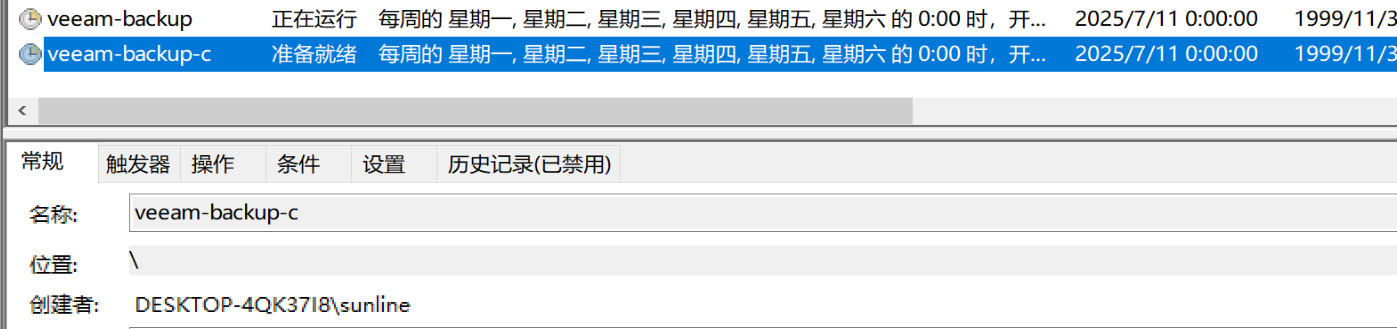 veeam-backup 正在运行 每周的 星期一, 星期二, 星期三, 星期四, 星期五, 星期六 的 0:00 时，开... 2025/7/11 0:00:00 1999/11/3
veeam-backup-c 准备就绪 每周的 星期一, 星期二, 星期三, 星期四, 星期五, 星期六 的 0:00 时，开... 2025/7/11 0:00:00 1999/11/3
常规 触发器 操作 条件 设置 历史记录(已禁用)
名称: veeam-backup-c
位置: \
创建者: DESKTOP-4QK37I8\sunline